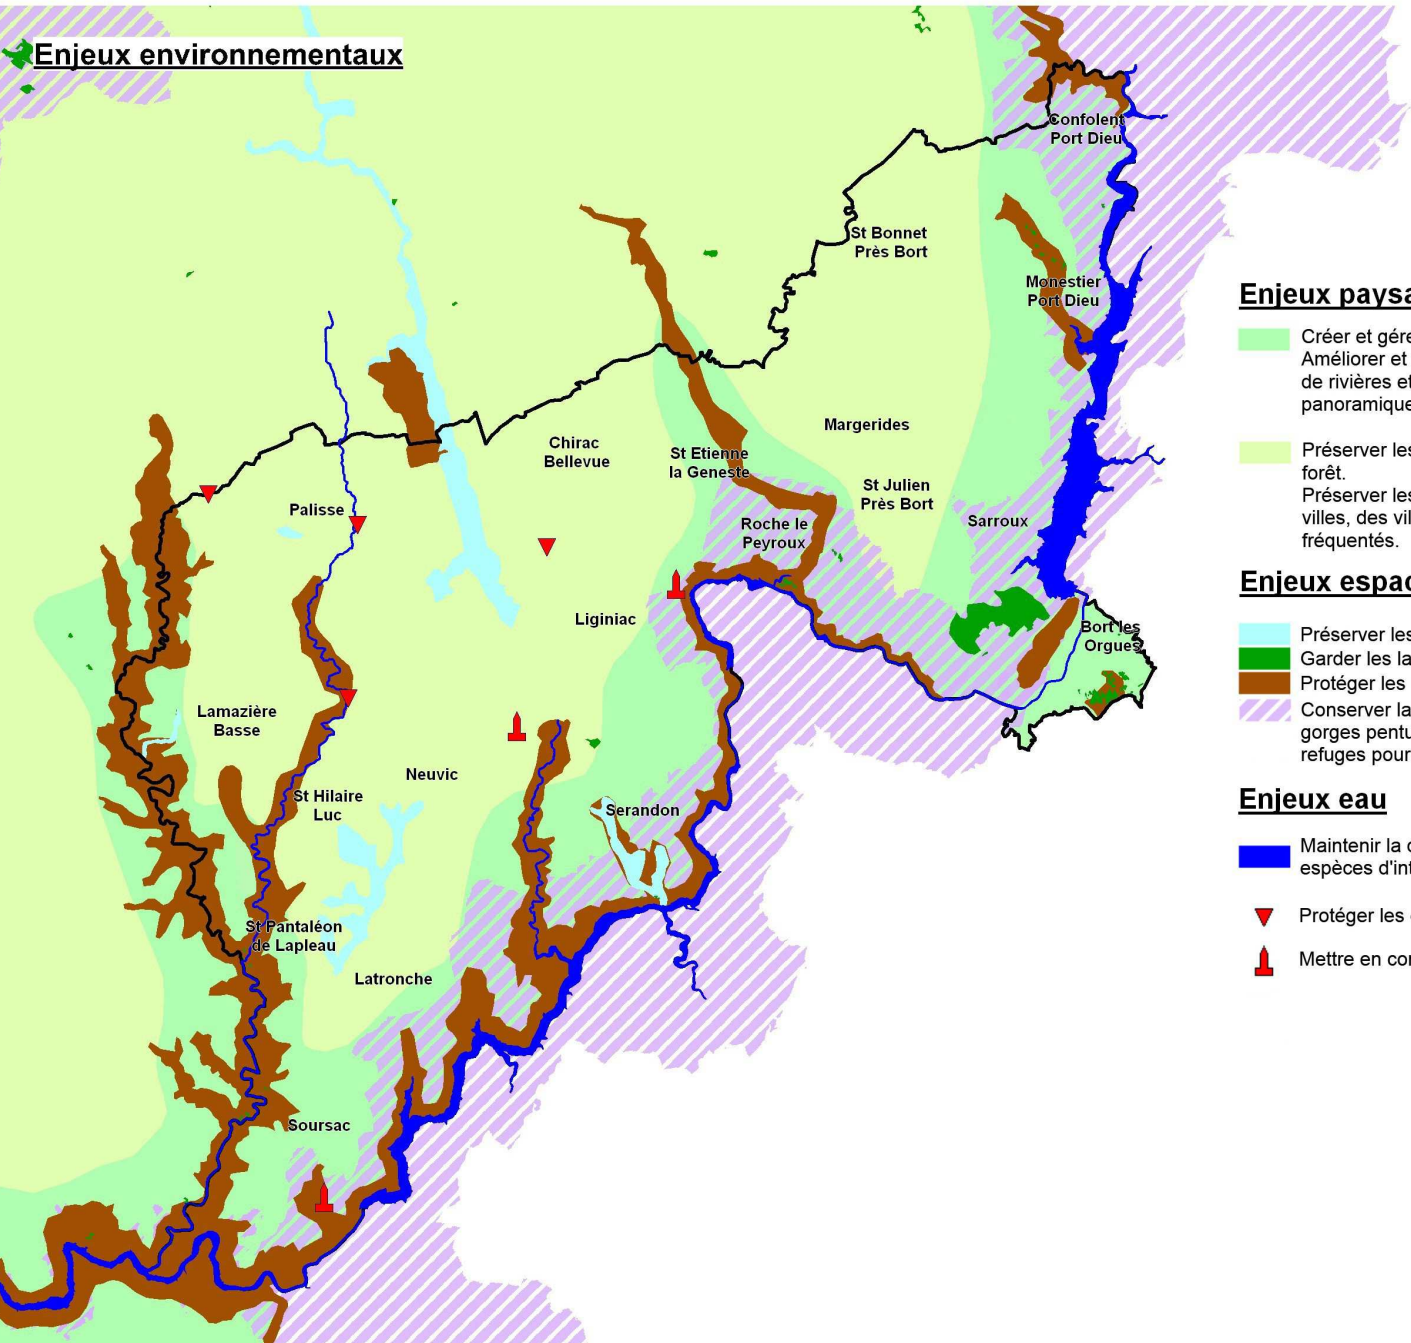 Enjeux environnementaux
Confolent
Port Dieu
St Bonnet
Près Bort
Monestier
Port Dieu
Margerides
Chirac
Bellevue
St Etienne
la Geneste
St Julien
Près Bort
Palisse
Roche le
Peyroux
Sarroux
Liginiac
Bort les
Orgues
Lamazière
Basse
Neuvic
St Hilaire
Luc
Serandon
St Pantaléon
de Lapleau
Latronche
Soursac
Enjeux paysa
Créer et gére
Améliorer et
de rivières et
panoramique
Préserver les
forêt.
Préserver les
villes, des vil
fréquentés.
Enjeux espac
Préserver les
Garder les la
Protéger les
Conserver la
gorges pentu
refuges pour
Enjeux eau
Maintenir la c
espèces d'int
Protéger les
Mettre en con